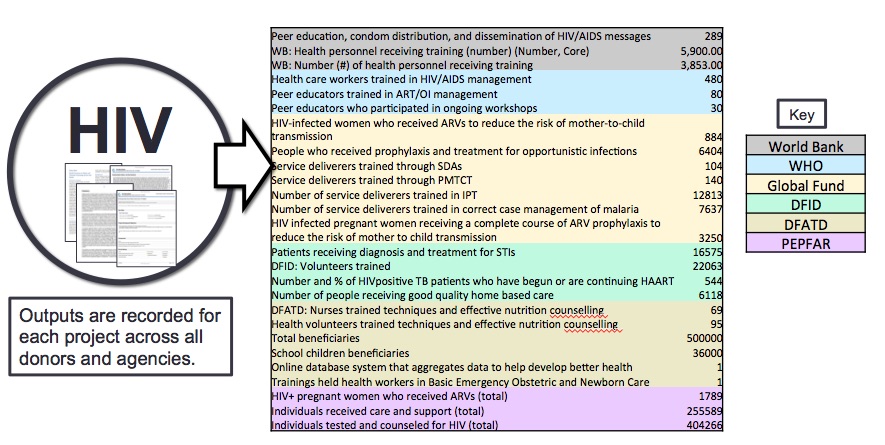 HIV
Outputs are recorded for
each project across all
donors and agencies.
Peer education, condom distribution, and dissemination of HIV/AIDS messages 289
WB: Health personnel receiving training (number) (Number, Core) 5,900.00
WB: Number (#) of health personnel receiving training 3,853.00
Health care workers trained in HIV/AIDS management 480
Peer educators trained in ART/OI management 80
Peer educators who participated in ongoing workshops 30
HIV-infected women who received ARVs to reduce the risk of mother-to-child
transmission 884
People who received prophylaxis and treatment for opportunistic infections 6404
Service deliverers trained through SDAs 104
Service deliverers trained through PMTCT 140
Number of service deliverers trained in IPT 12813
Number of service deliverers trained in correct case management of malaria 7637
HIV infected pregnant women receiving a complete course of ARV prophylaxis to
reduce the risk of mother to child transmission 3250
Patients receiving diagnosis and treatment for STIs 16575
DFID: Volunteers trained 22063
Number and % of HIVpositive TB patients who have begun or are continuing HAART 544
Number of people receiving good quality home based care 6118
DFATD: Nurses trained techniques and effective nutrition counselling 69
Health volunteers trained techniques and effective nutrition counselling 95
Total beneficiaries 500000
School children beneficiaries 36000
Online database system that aggregates data to help develop better health 1
Trainings held health workers in Basic Emergency Obstetric and Newborn Care 1
HIV+ pregnant women who received ARVs (total) 1789
Individuals received care and support (total) 255589
Individuals tested and counseled for HIV (total) 404266
Key
World Bank
WHO
Global Fund
DFID
DFATD
PEPFAR